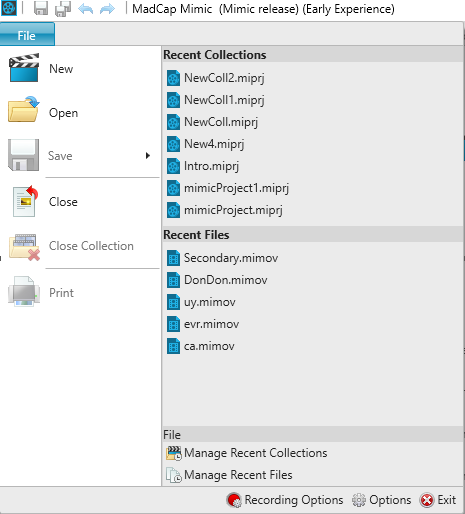 MadCap Mimic  (Mimic release) (Early Experience)
File
New
Open
Save
Close
Close Collection
Print
Recent Collections
NewColl2.miprj
NewColl1.miprj
NewColl.miprj
New4.miprj
Intro.miprj
mimicProject1.miprj
mimicProject.miprj
Recent Files
Secondary.mimov
DonDon.mimov
uy.mimov
evr.mimov
ca.mimov
File
Manage Recent Collections
Manage Recent Files
Recording Options Options Exit